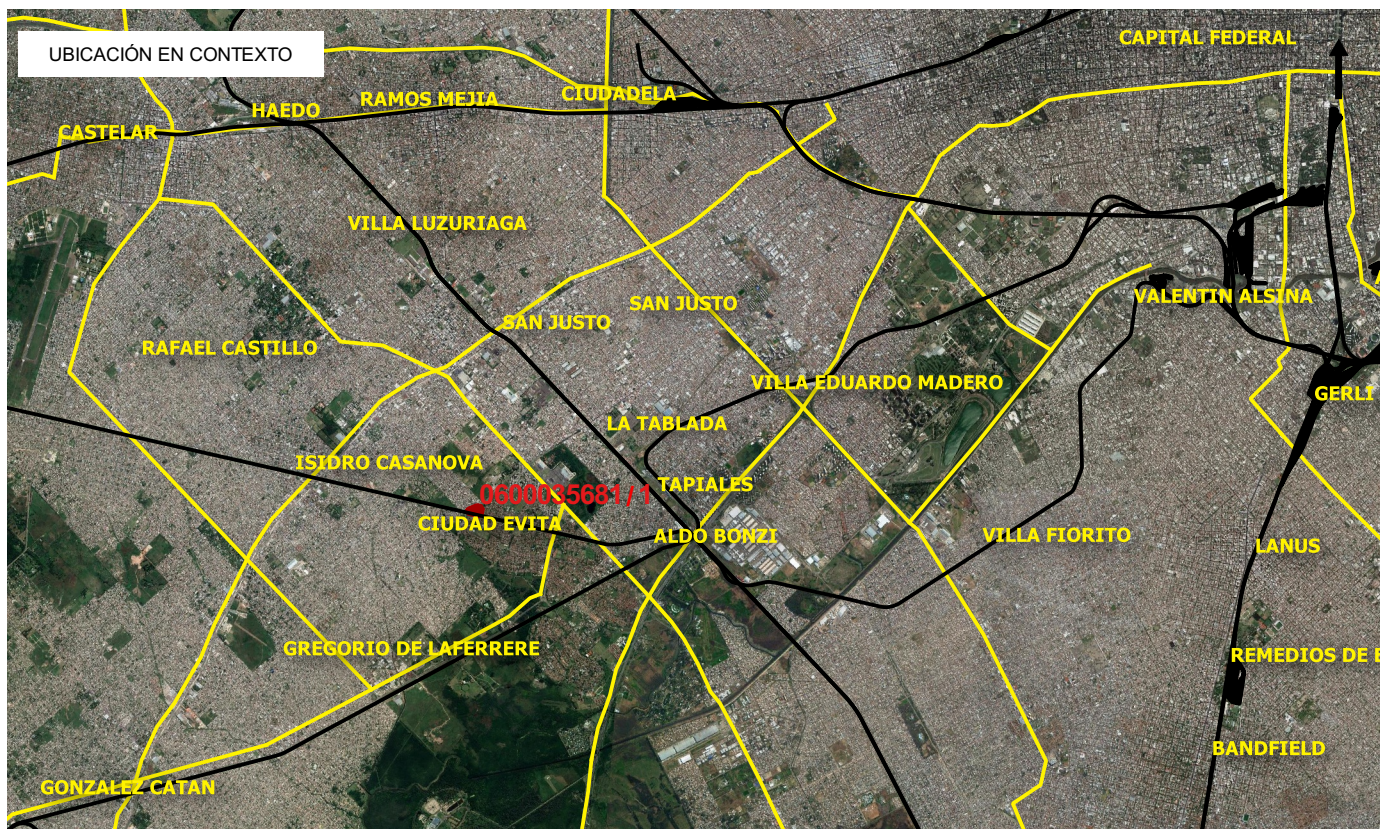 UBICACIÓN EN CONTEXTO
CAPITAL FEDERAL
CIUDADELA
RAMOS MEJIA
HAEDO
CASTELAR
VILLA LUZURIAGA
VALENTIN ALSINA
SAN JUSTO
SAN JUSTO
RAFAEL CASTILLO
VILLA EDUARDO MADERO
GERLI
LA TABLADA
ISIDRO CASANOVA
TAPIALES
0600035681/1
CIUDAD EVITA
ALDO BONZI
VILLA FIORITO
LANUS
GREGORIO DE LAFERRERE
REMEDIOS DE E
BANDFIELD
GONZALEZ CATAN